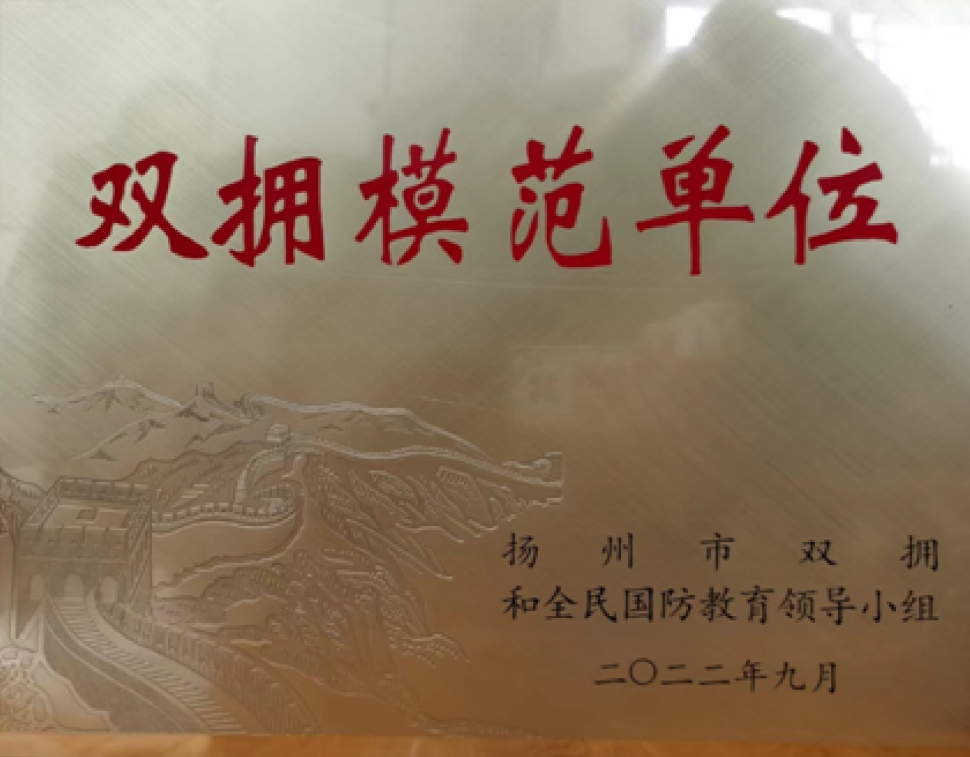 双拥模范单位
扬州市双拥
和全民国防教育领导小组
二〇二二年九月